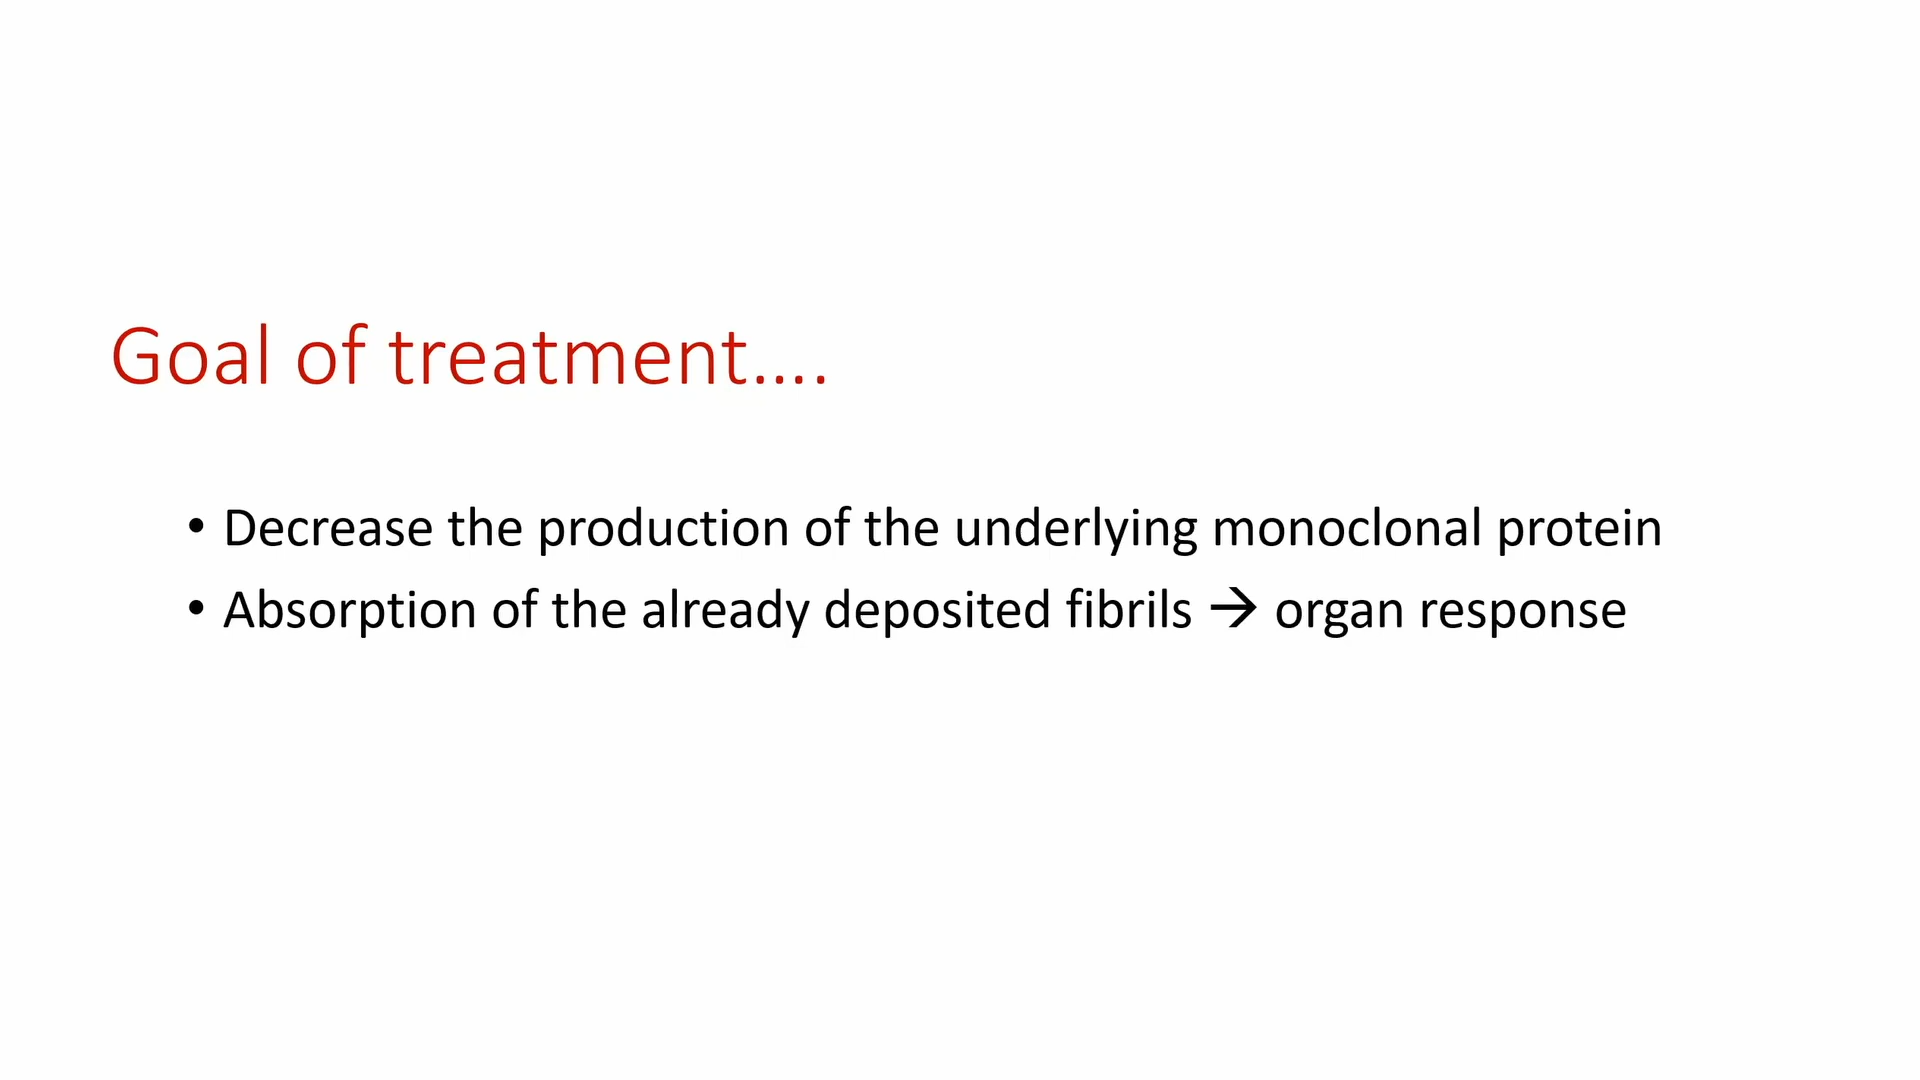 Goal of treatment....
• Decrease the production of the underlying monoclonal protein
• Absorption of the already deposited fibrils → organ response